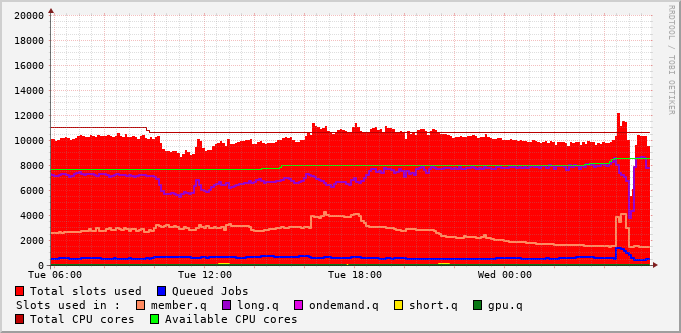 20000
18000
16000
14000
12000
10000
8000
6000
4000
2000
0
Tue 06:00 Tue 12:00 Tue 18:00 Wed 00:00
RRDTOOL / TOBI OETIKER
Total slots used Queued Jobs
Slots used in : member.q long.q ondemand.q short.q gpu.q
Total CPU cores Available CPU cores